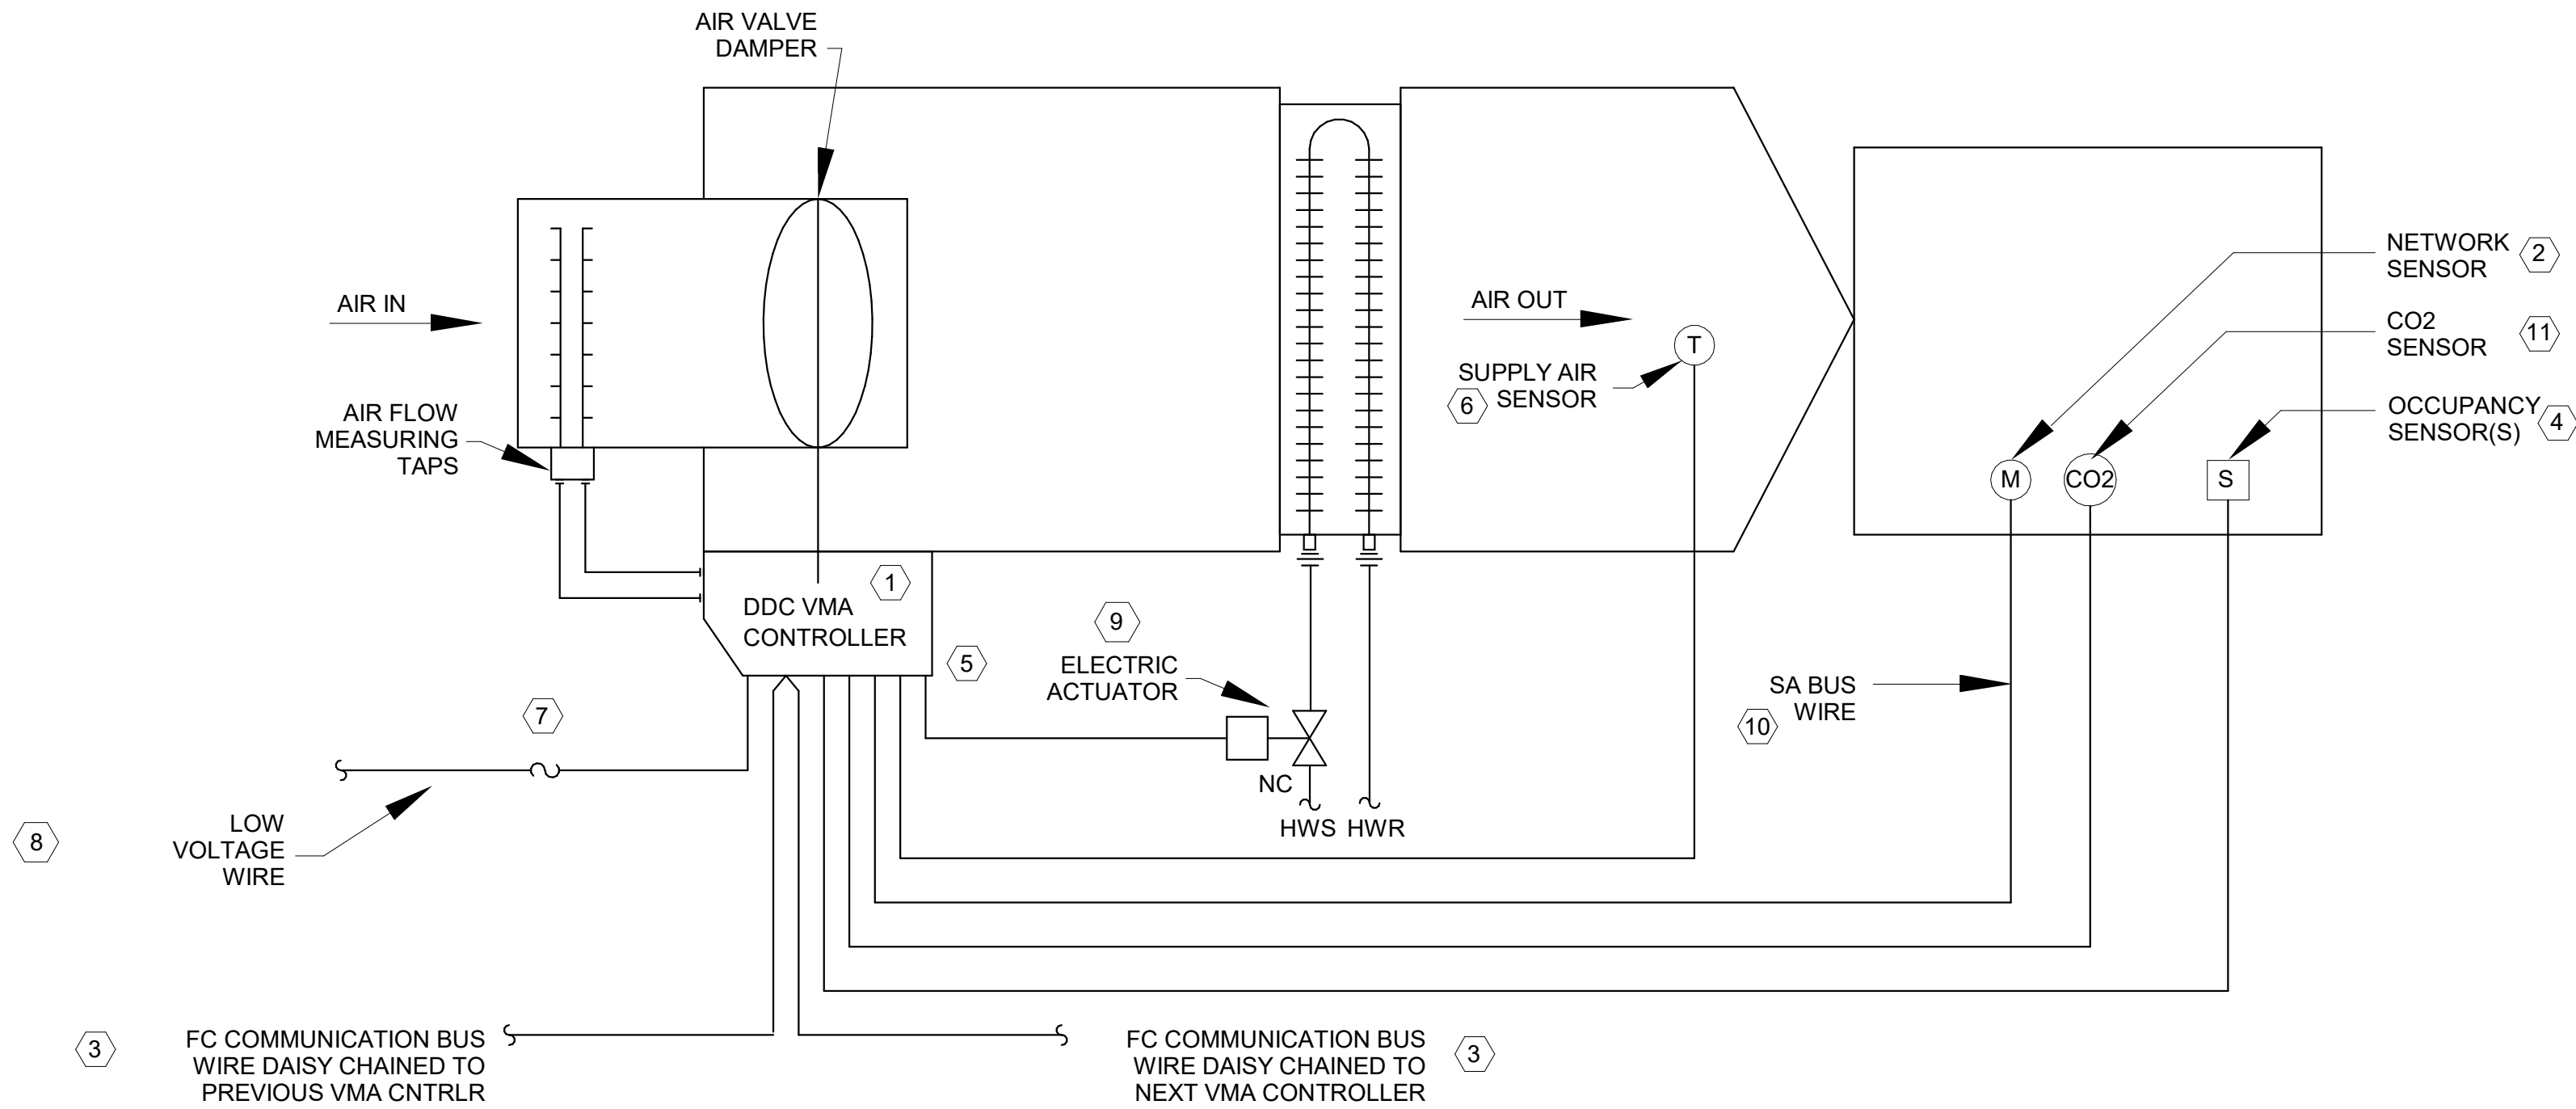 AIR VALVE
DAMPER
AIR IN
AIR FLOW
MEASURING
TAPS
AIR OUT
T
SUPPLY AIR
SENSOR
6
NETWORK
SENSOR
2
CO2
SENSOR
11
OCCUPANCY
SENSOR(S)
4
M
CO2
S
1
DDC VMA
CONTROLLER
5
9
ELECTRIC
ACTUATOR
NC
HWS
HWR
SA BUS
WIRE
10
7
8
LOW
VOLTAGE
WIRE
3
FC COMMUNICATION BUS
WIRE DAISY CHAINED TO
PREVIOUS VMA CNTRLR
FC COMMUNICATION BUS
WIRE DAISY CHAINED TO
NEXT VMA CONTROLLER
3